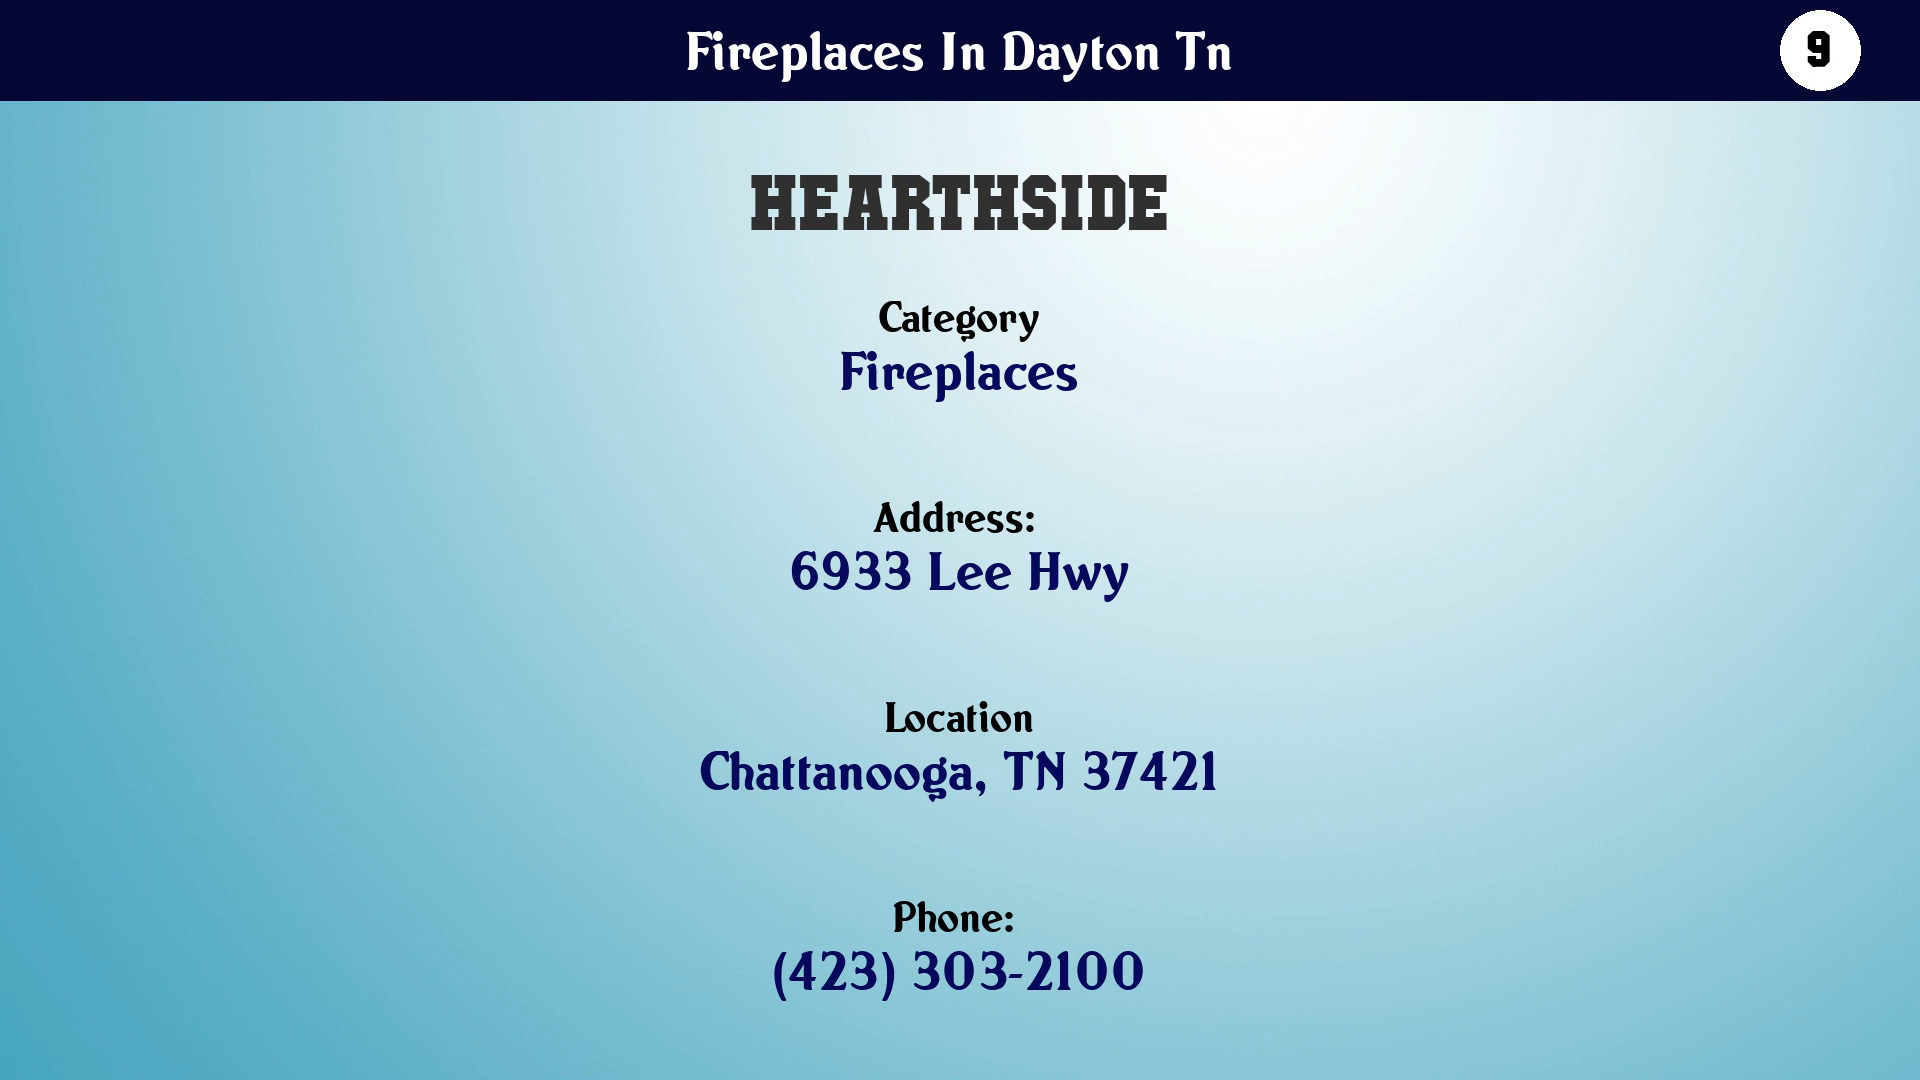 Fireplaces In Dayton Tn
9
HEARTHSIDE
Category
Fireplaces
Address:
6933 Lee Hwy
Location
Chattanooga, TN 37421
Phone:
(423) 303-2100